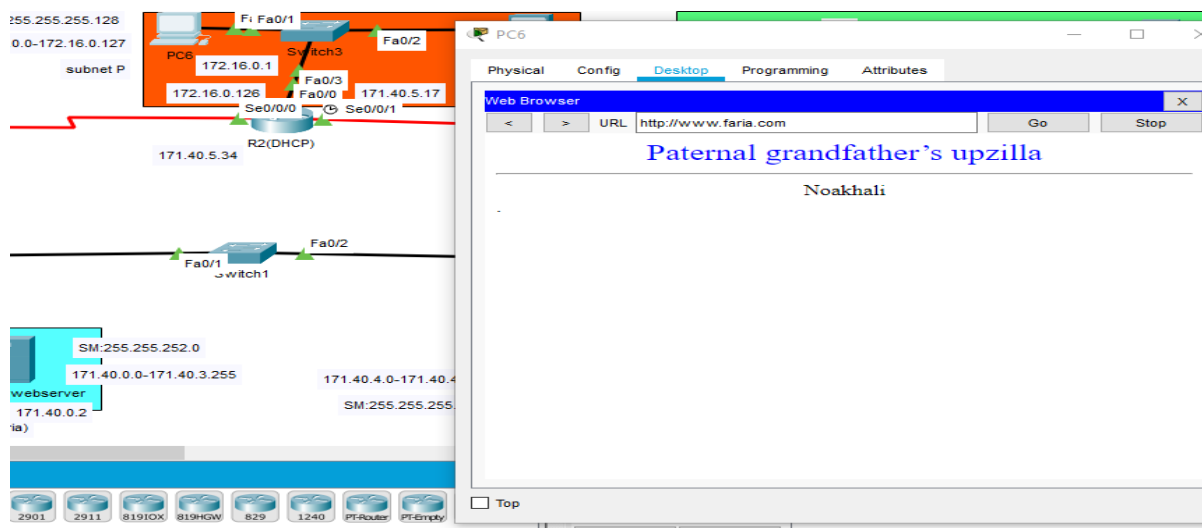 255.255.255.128
0.0-172.16.0.127
subnet P
PC6
Fa0/1
Switch3
Fa0/2
172.16.0.1
Fa0/3
172.16.0.126
Fa0/0
171.40.5.17
Se0/0/0
Se0/0/1
R2(DHCP)
171.40.5.34
Fa0/1
Fa0/2
SM:255.255.252.0
171.40.0.0-171.40.3.255
webserver
171.40.0.2
ria)
171.40.4.0-171.40.4
SM:255.255.255.
2901
2911
819IOX
819HGW
829
1240
PT-Router
PT-Empty
PC6
Physical Config Desktop Programming Attributes
Web Browser X
< > URL http://www.faria.com Go Stop
Paternal grandfather’s upzilla
Noakhali
Top